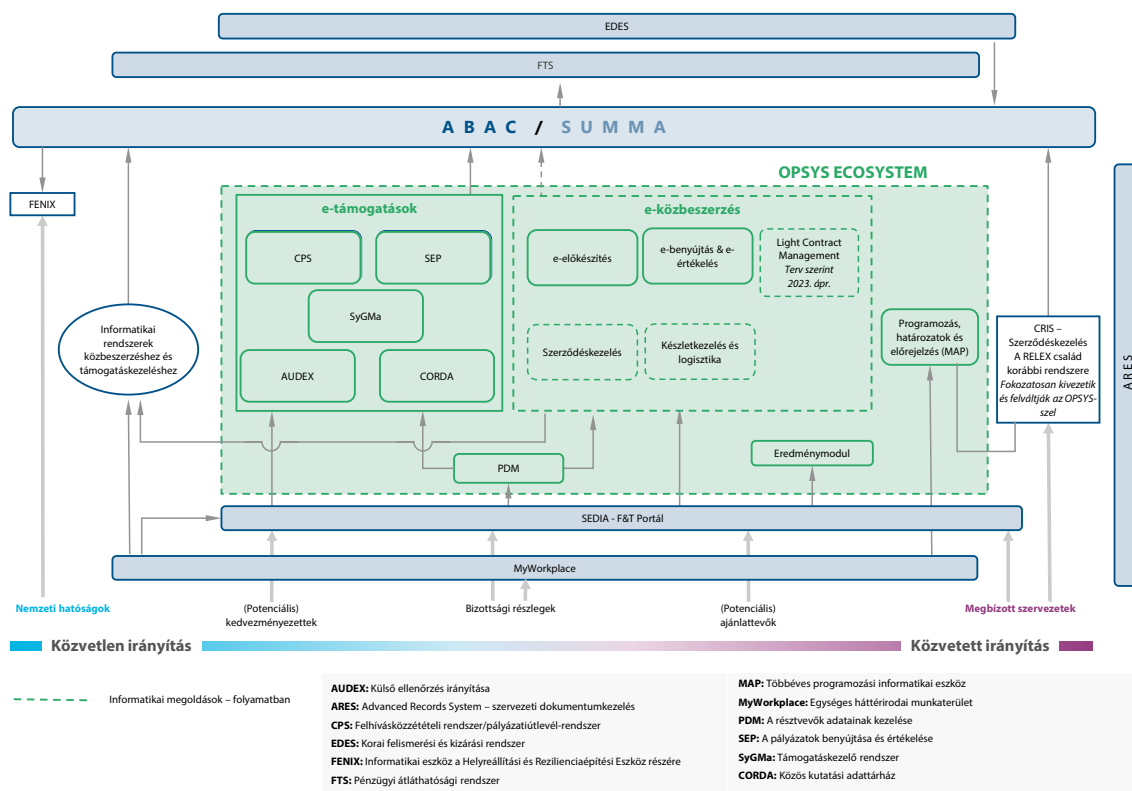 EDES
FTS
ABAC / SUMMA
OPSYS ECOSYSTEM
FENIX
e-támogatások
e-közbeszerzés
CPS
SEP
SyGMa
AUDEX
CORDA
e-előkészítés
e-benyújtás & e-
értékelés
Light Contract
Management
Terv szerint
2023. ápr.
Szerződéskezelés
Készletkezelés és
logisztika
Informatikai
rendszerek
közbeszerzéshez és
támogatáskezeléshez
Programozás,
határozatok és
előrejelzés (MAP)
CRIS –
Szerződéskezelés
A RELEX család
korábbi rendszere
Fokozatosan kivezetik
és felváltják az OPSYS-
szel
ARES
PDM
Eredménymodul
SEDIA - F&T Portál
MyWorkplace
Nemzeti hatóságok
(Potenciális)
kedvezményezettek
Bizottsági részlegek
(Potenciális)
ajánlattevők
Megbízott szervezetek
Közvetlen irányítás
Közvetett irányítás
Informatikai megoldások – folyamatban
AUDEX: Külső ellenőrzés irányítása
ARES: Advanced Records System – szervezeti dokumentumkezelés
CPS: Felhívásközzétételi rendszer/pályázatiútlevél-rendszer
EDES: Korai felismerési és kizárási rendszer
FENIX: Informatikai eszköz a Helyreállítási és Rezilienciaépítési Eszköz részére
FTS: Pénzügyi átláthatósági rendszer
MAP: Többéves programozási informatikai eszköz
MyWorkplace: Egységes háttérirodai munkaterület
PDM: A résztvevők adatainak kezelése
SEP: A pályázatok benyújtása és értékelése
SyGMa: Támogatáskezelő rendszer
CORDA: Közös kutatási adattárház